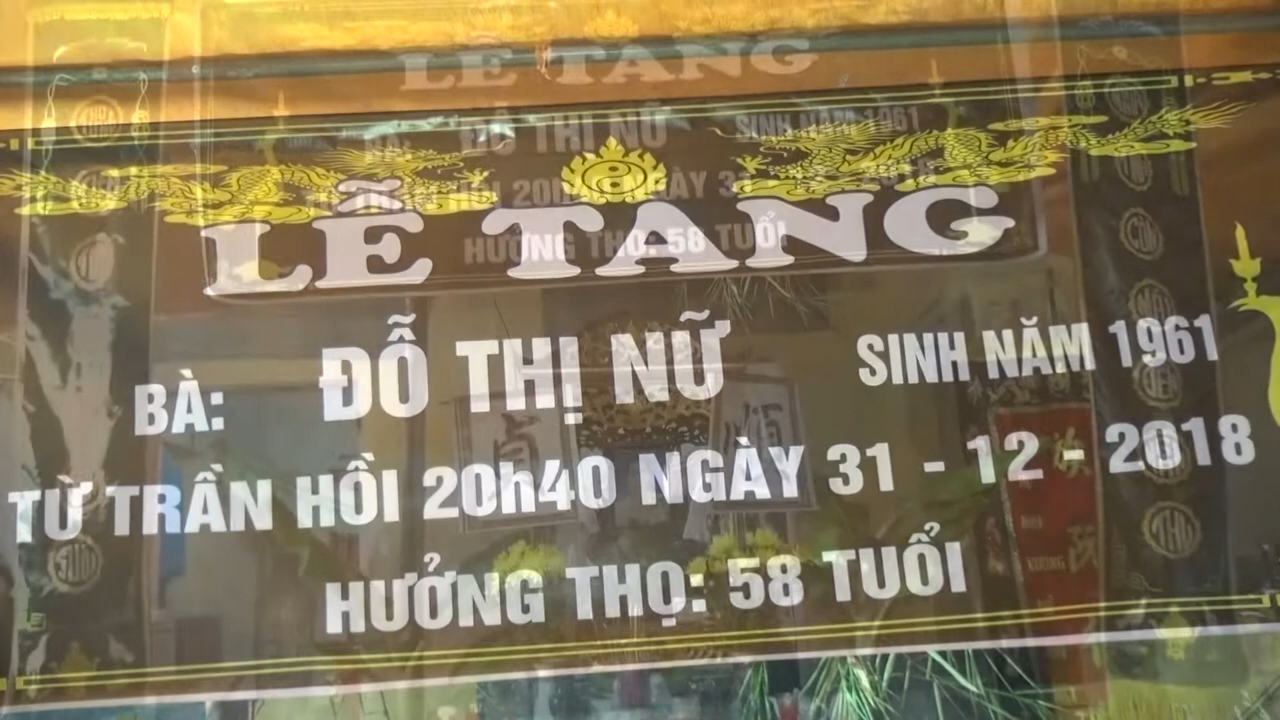 LỄ TANG
BÀ: ĐỖ THỊ NỮ SINH NĂM 1961
TỪ TRẦN HỒI 20h40 NGÀY 31 - 12 - 2018
HƯỞNG THỌ: 58 TUỔI